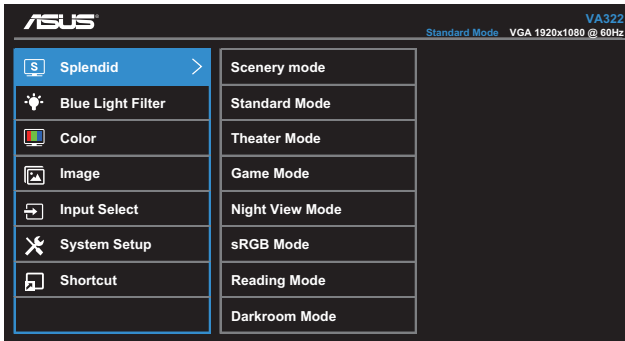 ASUS
VA322
Standard Mode VGA 1920x1080 @ 60Hz
S Splendid
Blue Light Filter
Color
Image
Input Select
System Setup
Shortcut
Scenery mode
Standard Mode
Theater Mode
Game Mode
Night View Mode
sRGB Mode
Reading Mode
Darkroom Mode